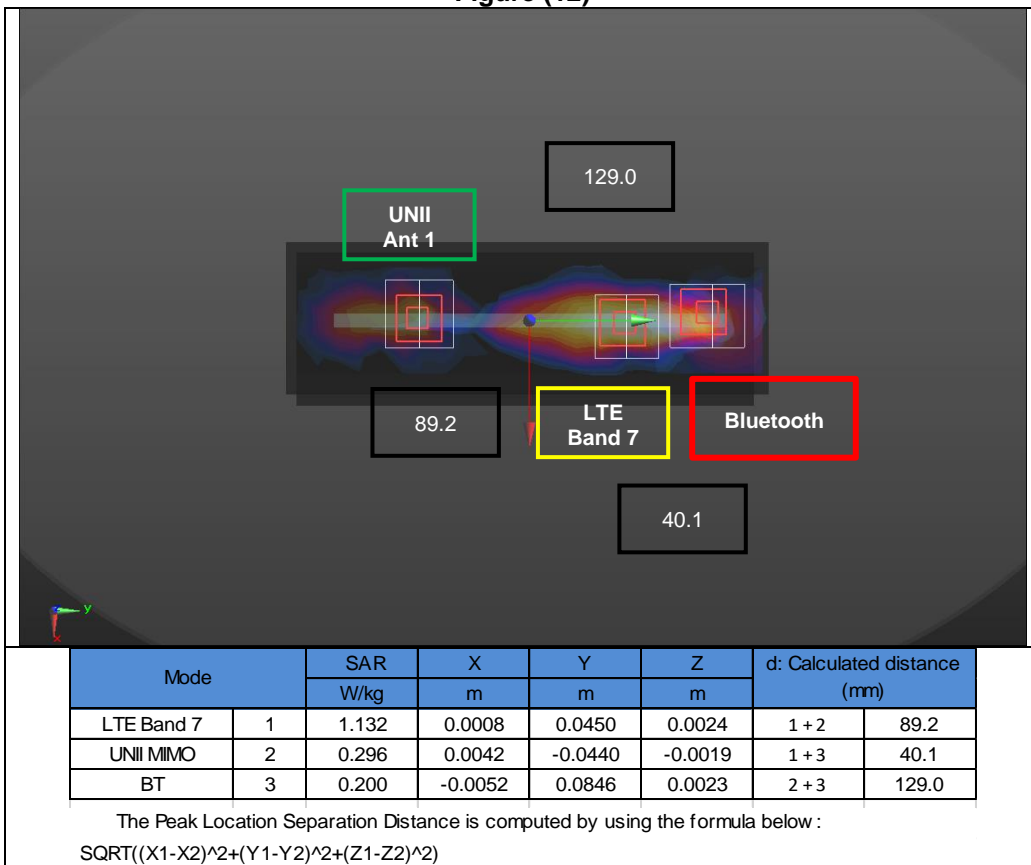 129.0
UNII
Ant 1
89.2
LTE
Band 7
Bluetooth
40.1
y
x
Mode SAR X Y Z d: Calculated distance
W/kg m m m (mm)
LTE Band 7 1 1.132 0.0008 0.0450 0.0024 1 + 2 89.2
UNII MIMO 2 0.296 0.0042 -0.0440 -0.0019 1 + 3 40.1
BT 3 0.200 -0.0052 0.0846 0.0023 2 + 3 129.0
The Peak Location Separation Distance is computed by using the formula below :
SQRT((X1-X2)^2+(Y1-Y2)^2+(Z1-Z2)^2)